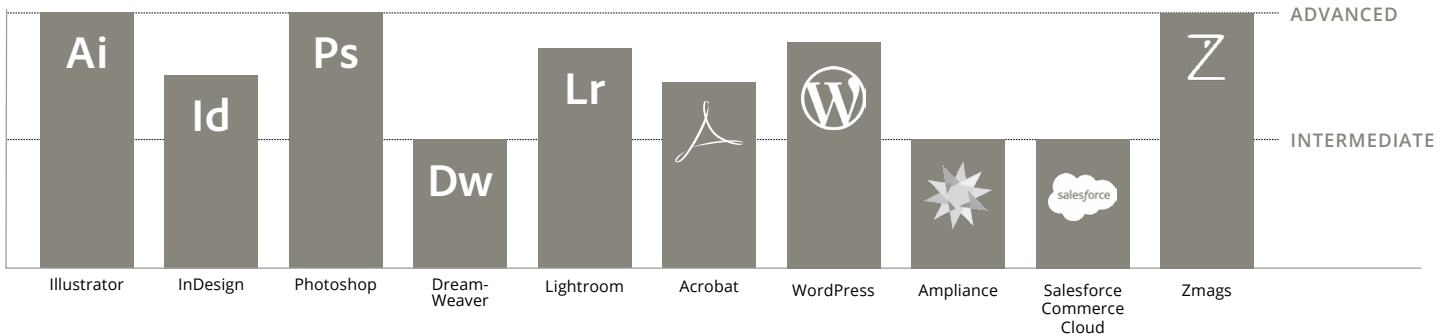 ADVANCED
Ai
Ps
Z
Id
Lr
INTERMEDIATE
Dw
salesforce
Illustrator
InDesign
Photoshop
Dream-
Weaver
Lightroom
Acrobat
WordPress
Ampliance
Salesforce
Commerce
Cloud
Zmags